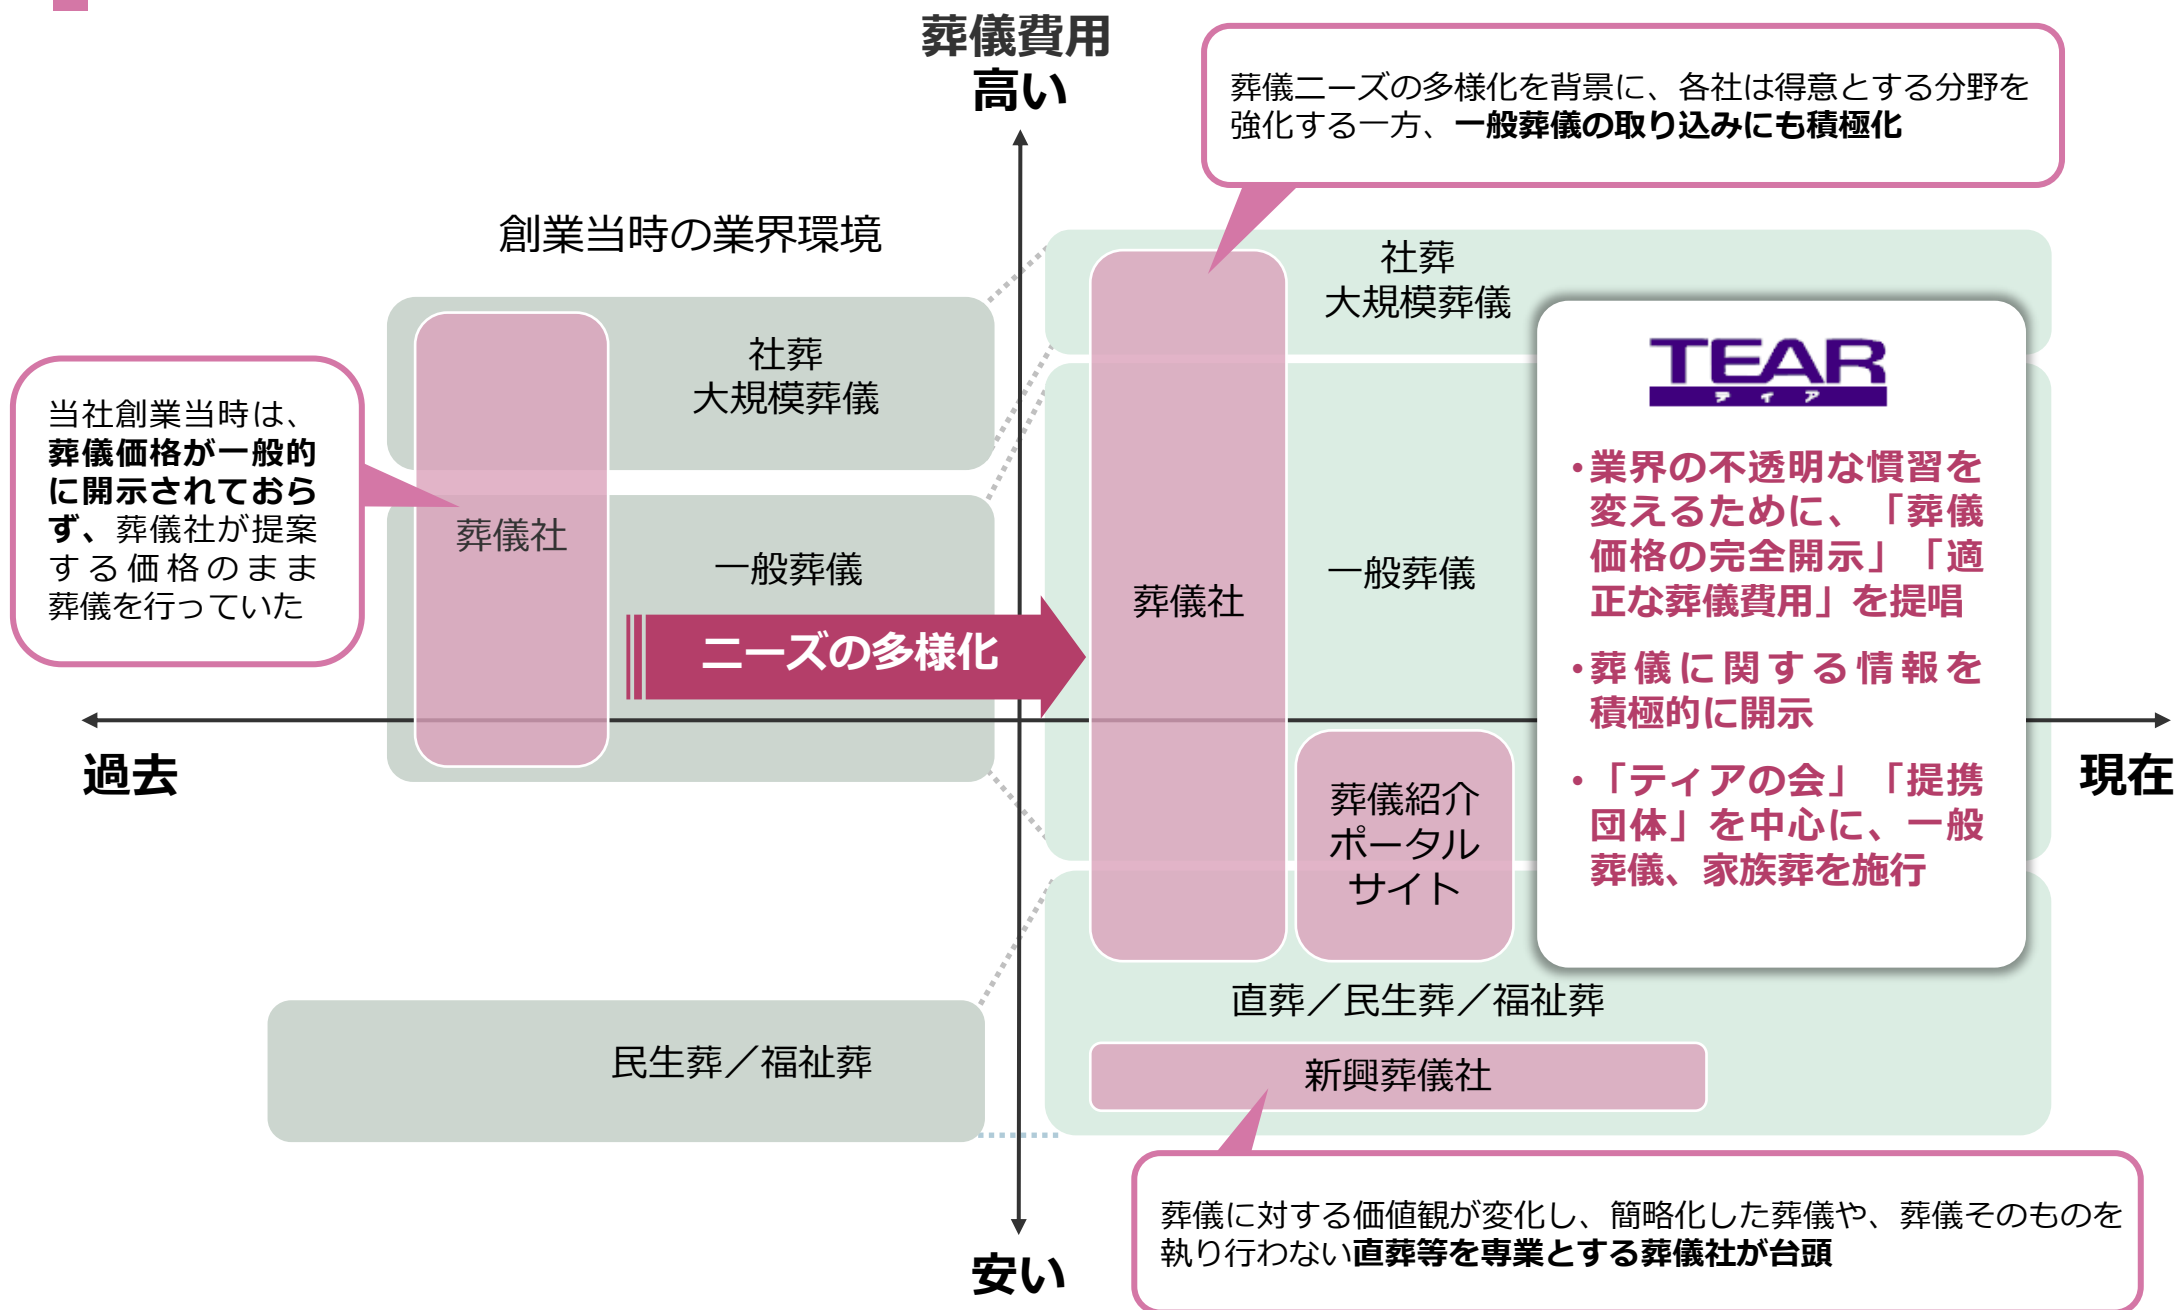 葬儀費用
高い
葬儀ニーズの多様化を背景に、各社は得意とする分野を
強化する一方、一般葬儀の取り込みにも積極化
創業当時の業界環境
社葬
大規模葬儀
葬儀社
一般葬儀
当社創業当時は、
葬儀価格が一般的
に開示されておら
ず、葬儀社が提案
する価格のまま
葬儀を行っていた
ニーズの多様化
社葬
大規模葬儀
葬儀社
一般葬儀
TEAR
ティア
・業界の不透明な慣習を
変えるために、「葬儀
価格の完全開示」「適
正な葬儀費用」を提唱
・葬儀に関する情報を
積極的に開示
・「ティアの会」「提携
団体」を中心に、一般
葬儀、家族葬を施行
過去
現在
葬儀紹介
ポータル
サイト
直葬／民生葬／福祉葬
民生葬／福祉葬
新興葬儀社
葬儀に対する価値観が変化し、簡略化した葬儀や、葬儀そのものを
執り行わない直葬等を専業とする葬儀社が台頭
安い